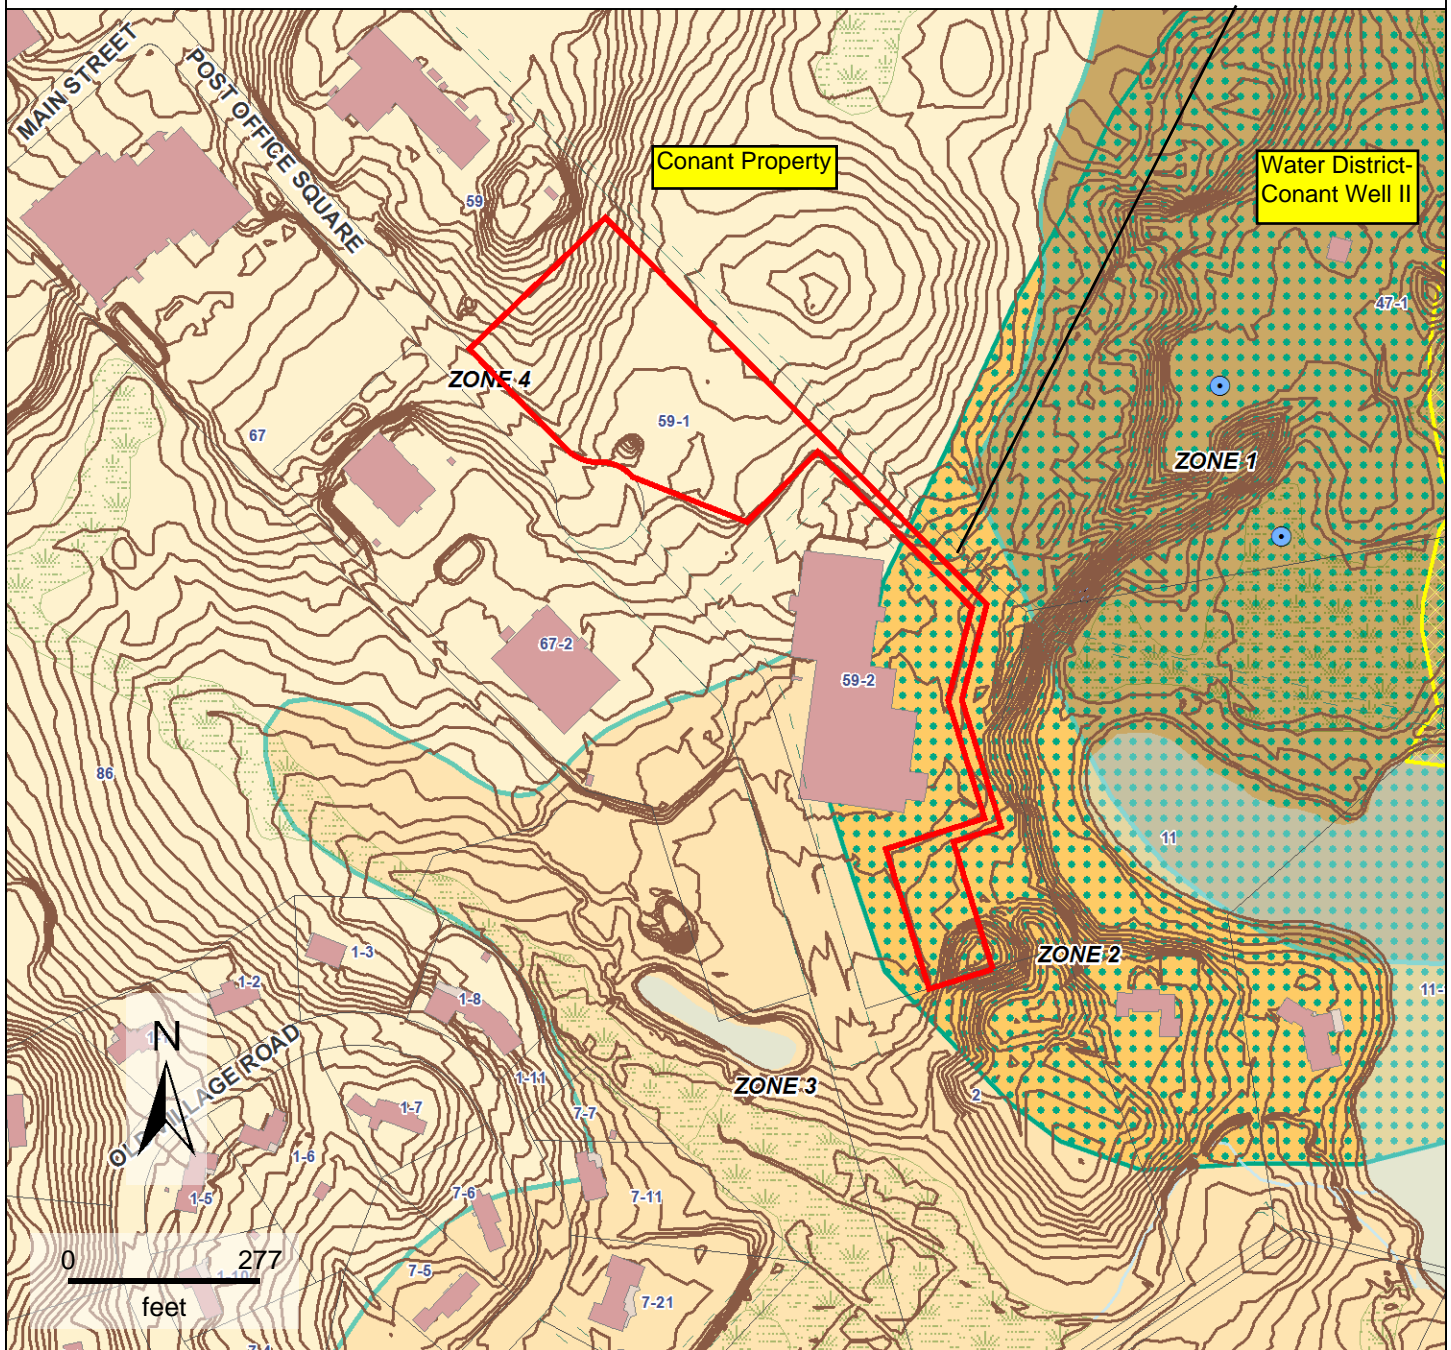 MAIN STREET
POST OFFICE SQUARE
Conant Property
Water District-
Conant Well II
59
47-1
ZONE 4
59-1
67
ZONE 1
67-2
59-2
86
11
1-3
ZONE 2
1-2
1-8
11-
N
OLD VILLAGE ROAD
1-11
ZONE 3
2
1-7
7-7
1-6
7-6
7-11
1-5
0 277
feet
7-5
7-21